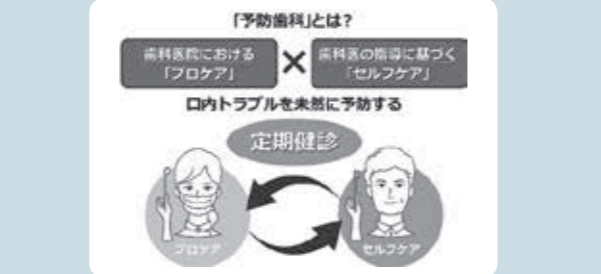 「予防歯科」とは?
歯科医院における
「プロケア」
×
歯科医の指導に基づく
「セルフケア」
口内トラブルを未然に予防する
定期健診
プロケア
セルフケア